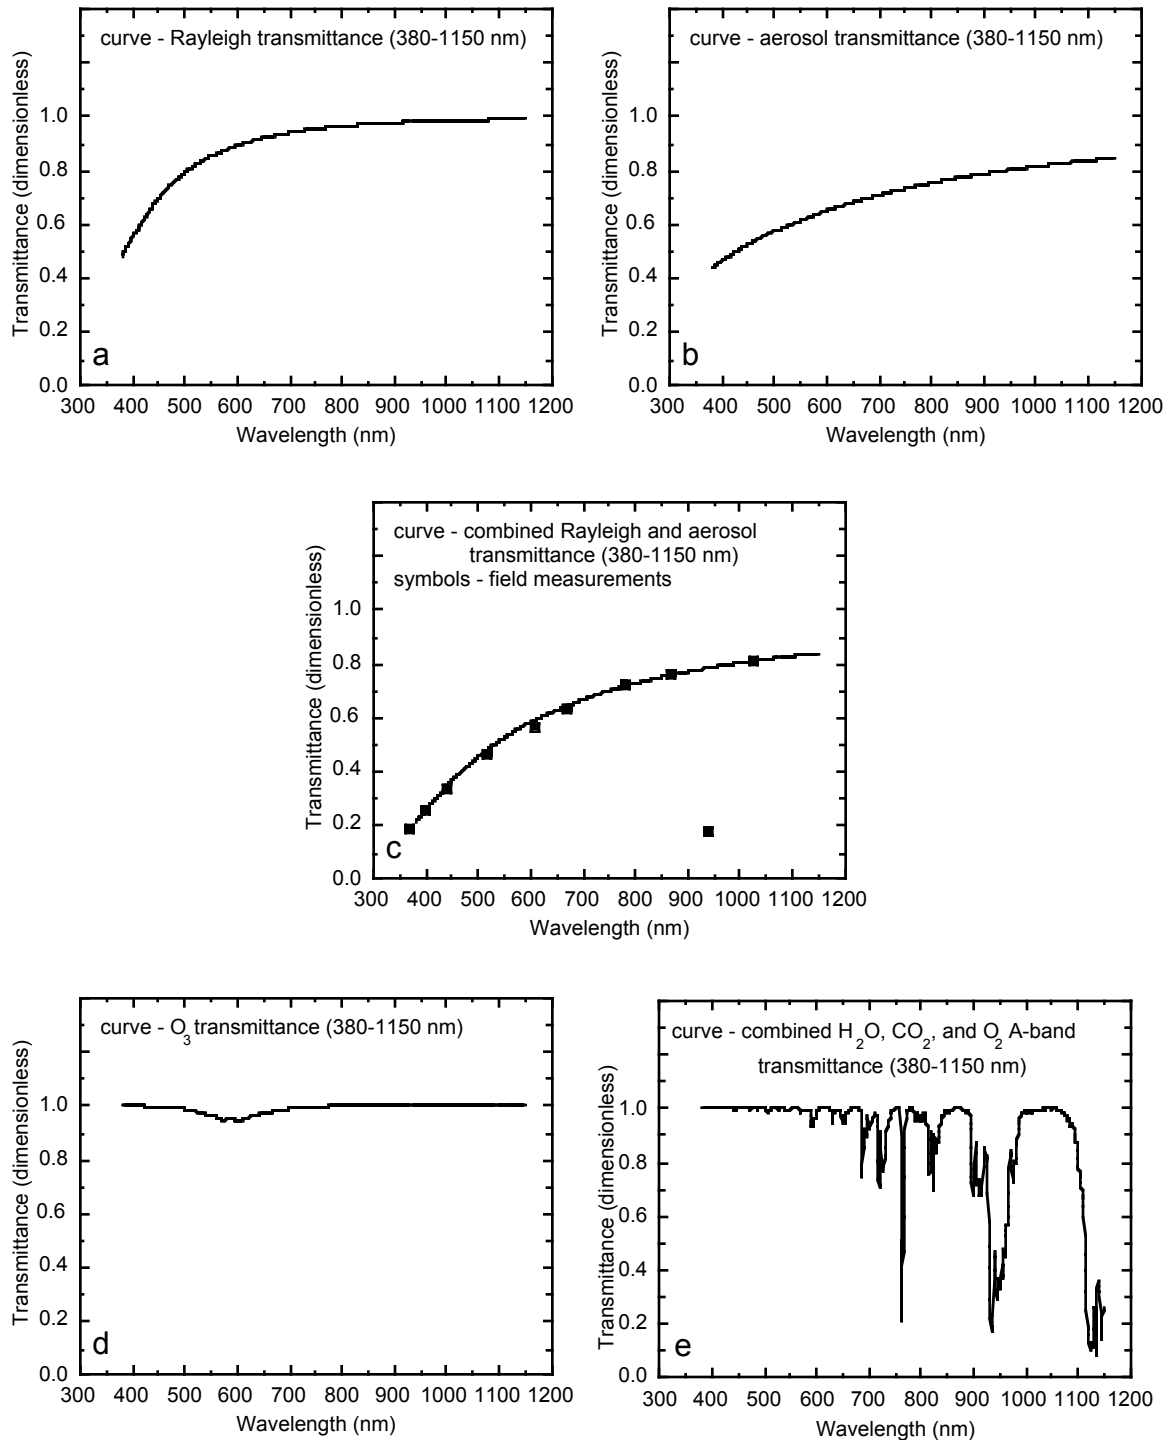 curve - Rayleigh transmittance (380-1150 nm)
Transmittance (dimensionless)
1.0
0.8
0.6
0.4
0.2
0.0
a
300 400 500 600 700 800 900 1000 1100 1200
Wavelength (nm)
curve - aerosol transmittance (380-1150 nm)
Transmittance (dimensionless)
1.0
0.8
0.6
0.4
0.2
0.0
b
300 400 500 600 700 800 900 1000 1100 1200
Wavelength (nm)
curve - combined Rayleigh and aerosol
transmittance (380-1150 nm)
symbols - field measurements
Transmittance (dimensionless)
1.0
0.8
0.6
0.4
0.2
0.0
c
300 400 500 600 700 800 900 1000 1100 1200
Wavelength (nm)
curve - O3 transmittance (380-1150 nm)
Transmittance (dimensionless)
1.0
0.8
0.6
0.4
0.2
0.0
d
300 400 500 600 700 800 900 1000 1100 1200
Wavelength (nm)
curve - combined H2O, CO2, and O2 A-band
transmittance (380-1150 nm)
Transmittance (dimensionless)
1.0
0.8
0.6
0.4
0.2
0.0
e
300 400 500 600 700 800 900 1000 1100 1200
Wavelength (nm)